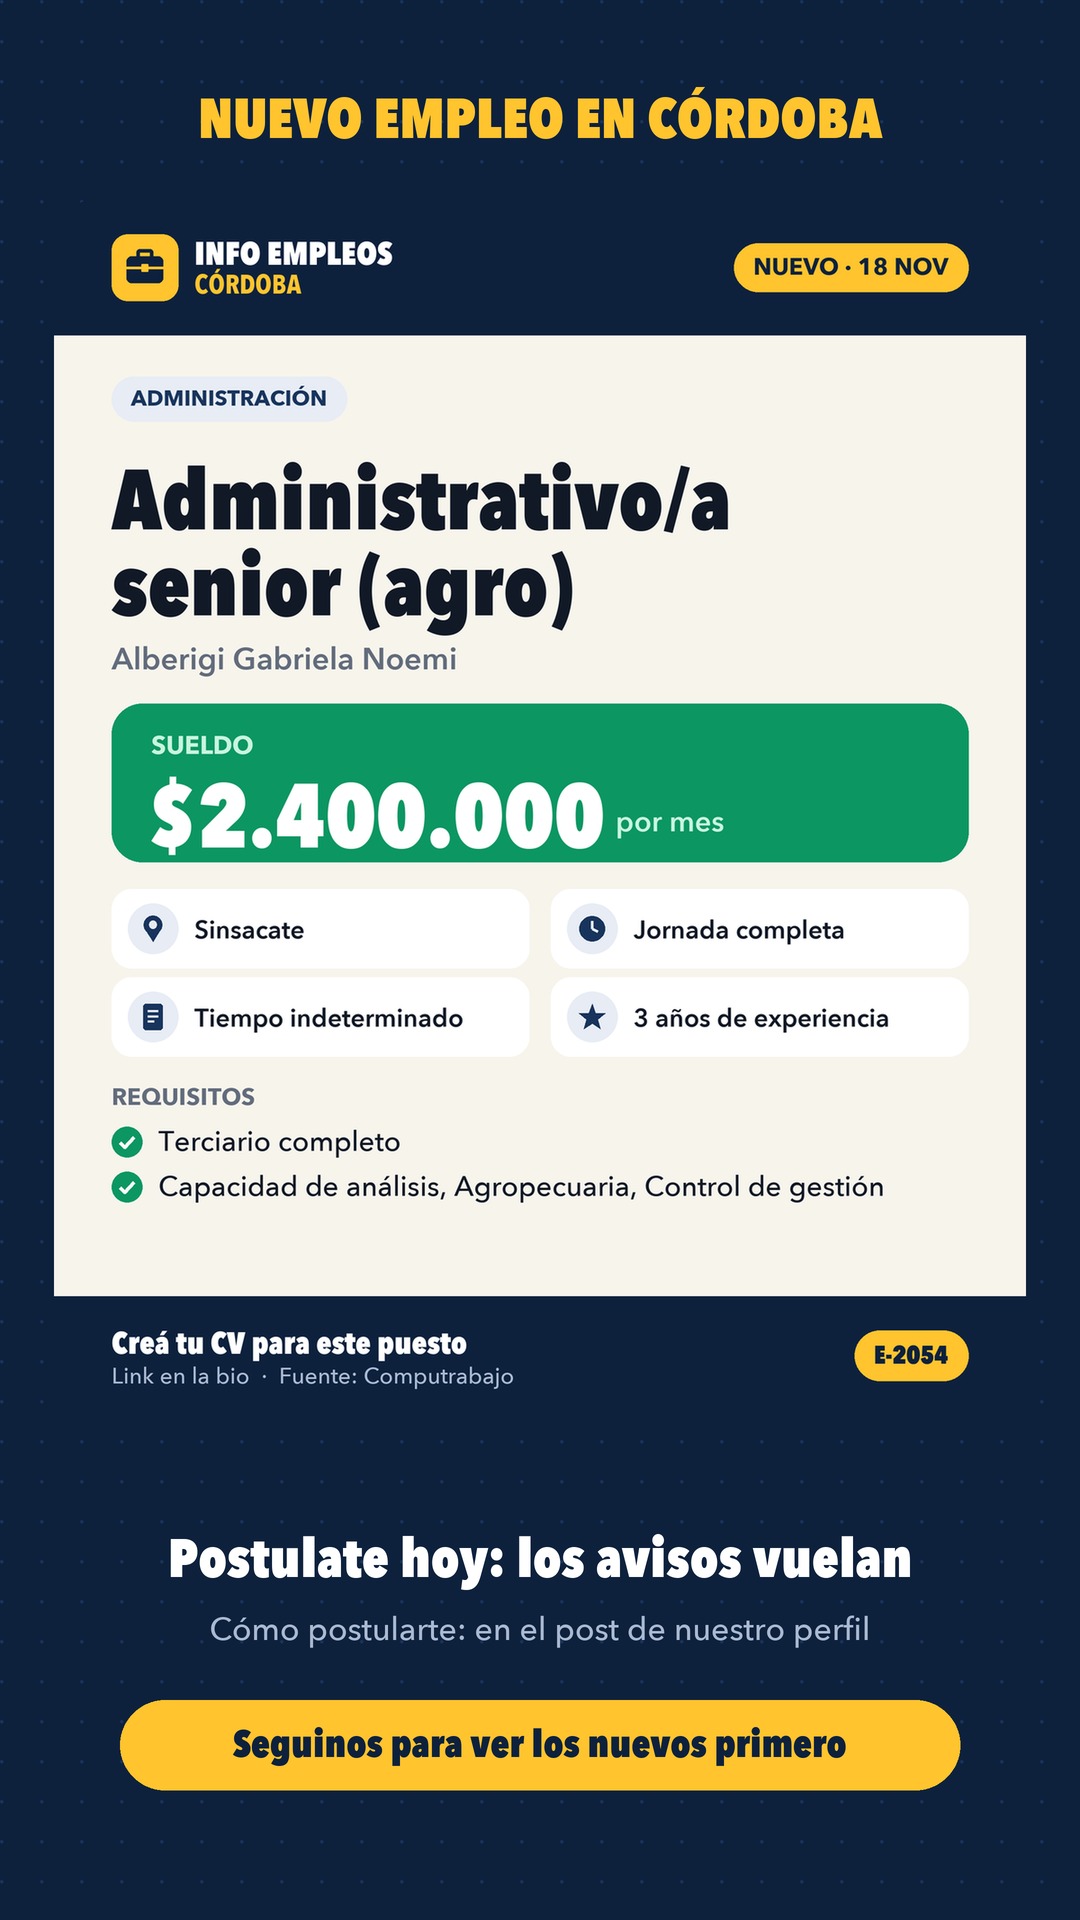 NUEVO EMPLEO EN CÓRDOBA
INFO EMPLEOS
CÓRDOBA
NUEVO · 18 NOV
ADMINISTRACIÓN
Administrativo/a
senior (agro)
Alberigi Gabriela Noemi
SUELDO
$2.400.000 por mes
Sinsacate
Jornada completa
Tiempo indeterminado
3 años de experiencia
REQUISITOS
Terciario completo
Capacidad de análisis, Agropecuaria, Control de gestión
Creá tu CV para este puesto
Link en la bio · Fuente: Computrabajo
E-2054
Postulate hoy: los avisos vuelan
Cómo postularte: en el post de nuestro perfil
Seguinos para ver los nuevos primero